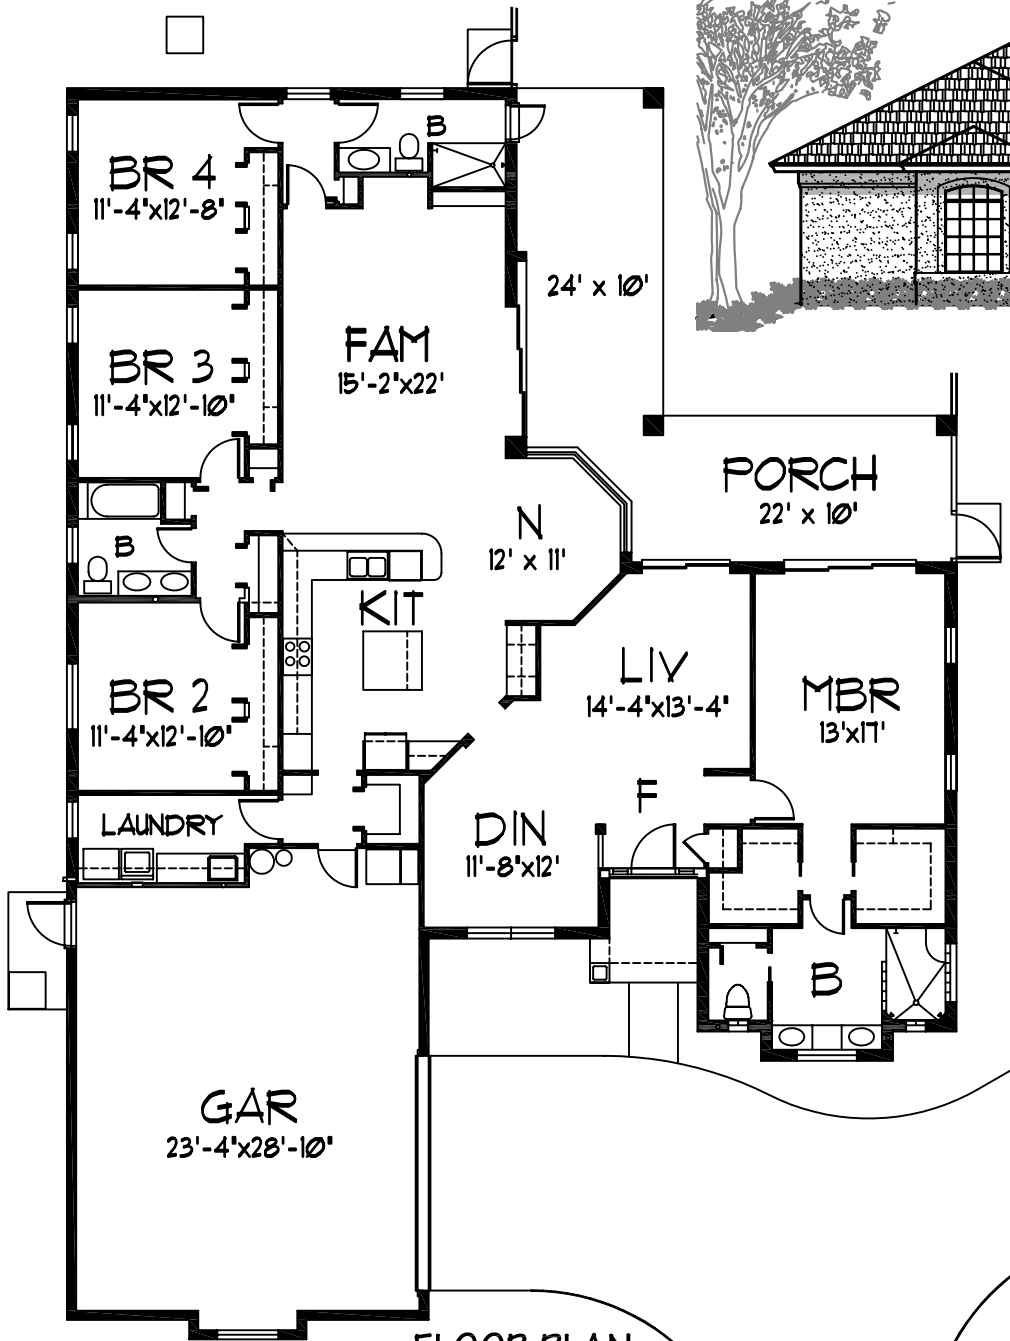 B
BR 4
11'-4"x12'-8"
24' x 10'
FAM
15'-2"x22'
BR 3
11'-4"x12'-10"
PORCH
22' x 10'
N
12' x 11'
B
KIT
LIV
14'-4"x13'-4"
BR 2
11'-4"x12'-10"
MBR
13'x17'
F
LAUNDRY
DIN
11'-8"x12'
B
GAR
23'-4"x28'-10"
FLOOR PLAN